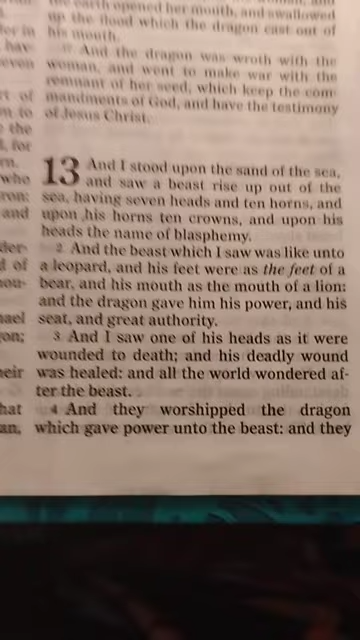 the earth opened her mouth, and swallowed
up the flood which the dragon cast out of
his mouth.
17 And the dragon was wroth with the
woman, and went to make war with the
remnant of her seed, which keep the com-
mandments of God, and have the testimony
of Jesus Christ.
13 And I stood upon the sand of the sea,
and saw a beast rise up out of the
sea, having seven heads and ten horns, and
upon his horns ten crowns, and upon his
heads the name of blasphemy.
2 And the beast which I saw was like unto
a leopard, and his feet were as the feet of a
bear, and his mouth as the mouth of a lion:
and the dragon gave him his power, and his
seat, and great authority.
3 And I saw one of his heads as it were
wounded to death; and his deadly wound
was healed: and all the world wondered af-
ter the beast.
4 And they worshipped the dragon
which gave power unto the beast: and they